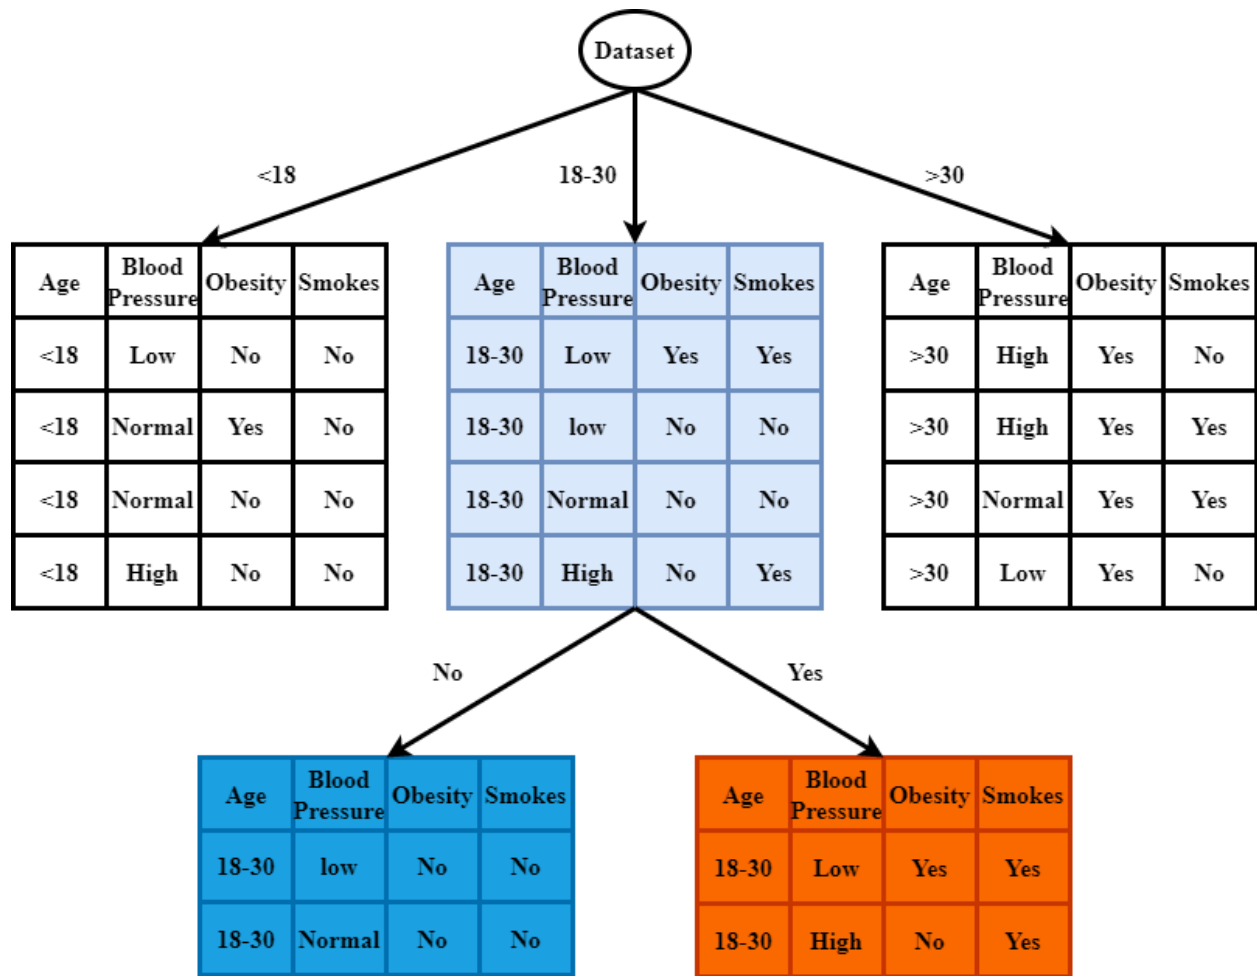 Dataset
<18
18-30
>30
Age Blood Pressure Obesity Smokes
<18 Low No No
<18 Normal Yes No
<18 Normal No No
<18 High No No
Age Blood Pressure Obesity Smokes
18-30 Low Yes Yes
18-30 low No No
18-30 Normal No No
18-30 High No Yes
Age Blood Pressure Obesity Smokes
>30 High Yes No
>30 High Yes Yes
>30 Normal Yes Yes
>30 Low Yes No
No
Yes
Age Blood Pressure Obesity Smokes
18-30 low No No
18-30 Normal No No
Age Blood Pressure Obesity Smokes
18-30 Low Yes Yes
18-30 High No Yes